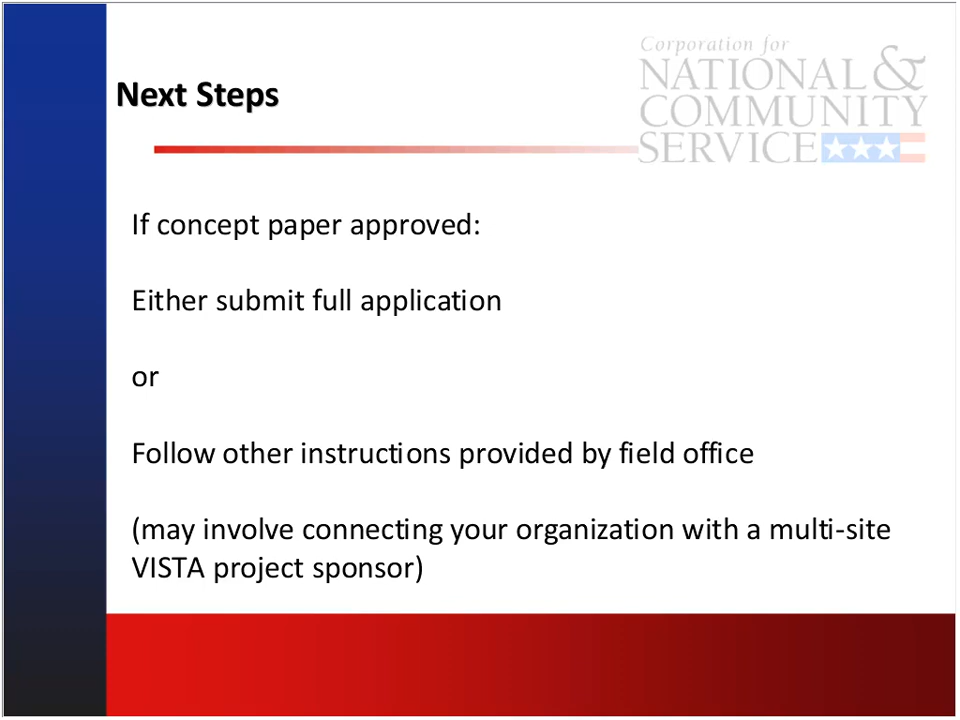 Corporation for
NATIONAL &
COMMUNITY
SERVICE
Next Steps
If concept paper approved:
Either submit full application
or
Follow other instructions provided by field office
(may involve connecting your organization with a multi-site
VISTA project sponsor)